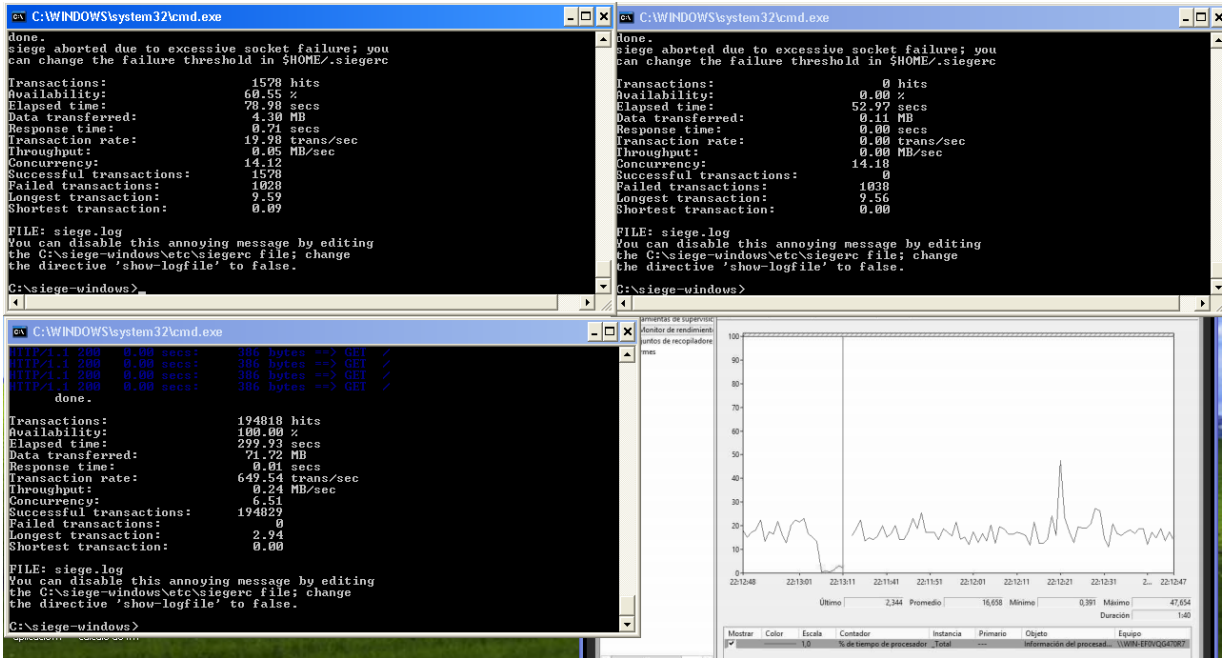 C:\WINDOWS\system32\cmd.exe
done.
siege aborted due to excessive socket failure; you
can change the failure threshold in $HOME/.siegerc
Transactions: 1578 hits
Availability: 60.55 %
Elapsed time: 78.98 secs
Data transferred: 4.30 MB
Response time: 0.71 secs
Transaction rate: 19.98 trans/sec
Throughput: 0.05 MB/sec
Concurrency: 14.12
Successful transactions: 1578
Failed transactions: 1028
Longest transaction: 9.59
Shortest transaction: 0.09
FILE: siege.log
You can disable this annoying message by editing
the C:\siege-windows\etc\siegerc file; change
the directive 'show-logfile' to false.
C:\siege-windows>_
C:\WINDOWS\system32\cmd.exe
done.
siege aborted due to excessive socket failure; you
can change the failure threshold in $HOME/.siegerc
Transactions: 0 hits
Availability: 0.00 %
Elapsed time: 52.97 secs
Data transferred: 0.11 MB
Response time: 0.00 secs
Transaction rate: 0.00 trans/sec
Throughput: 0.00 MB/sec
Concurrency: 14.18
Successful transactions: 0
Failed transactions: 1038
Longest transaction: 9.56
Shortest transaction: 0.00
FILE: siege.log
You can disable this annoying message by editing
the C:\siege-windows\etc\siegerc file; change
the directive 'show-logfile' to false.
C:\siege-windows>
C:\WINDOWS\system32\cmd.exe
HTTP/1.1 200 0.00 secs: 386 bytes ==> GET /
HTTP/1.1 200 0.00 secs: 386 bytes ==> GET /
HTTP/1.1 200 0.00 secs: 386 bytes ==> GET /
HTTP/1.1 200 0.00 secs: 386 bytes ==> GET /
done.
Transactions: 194818 hits
Availability: 100.00 %
Elapsed time: 299.93 secs
Data transferred: 71.72 MB
Response time: 0.01 secs
Transaction rate: 649.54 trans/sec
Throughput: 0.24 MB/sec
Concurrency: 6.51
Successful transactions: 194829
Failed transactions: 0
Longest transaction: 2.94
Shortest transaction: 0.00
FILE: siege.log
You can disable this annoying message by editing
the C:\siege-windows\etc\siegerc file; change
the directive 'show-logfile' to false.
C:\siege-windows>
amientas de supervisió
Monitor de rendimient
juntos de recopiladore
rmes
100
90
80
70
60
50
40
30
20
10
0
22:12:48 22:13:01 22:13:11 22:11:41 22:11:51 22:12:01 22:12:11 22:12:21 22:12:31 2... 22:12:47
Último 2,344 Promedio 16,658 Mínimo 0,391 Máximo 47,654
Duración 1:40
Mostrar Color Escala Contador Instancia Primario Objeto Equipo
1,0 % de tiempo de procesador _Total --- Información del procesad... \\WIN-EF0VQG470R7